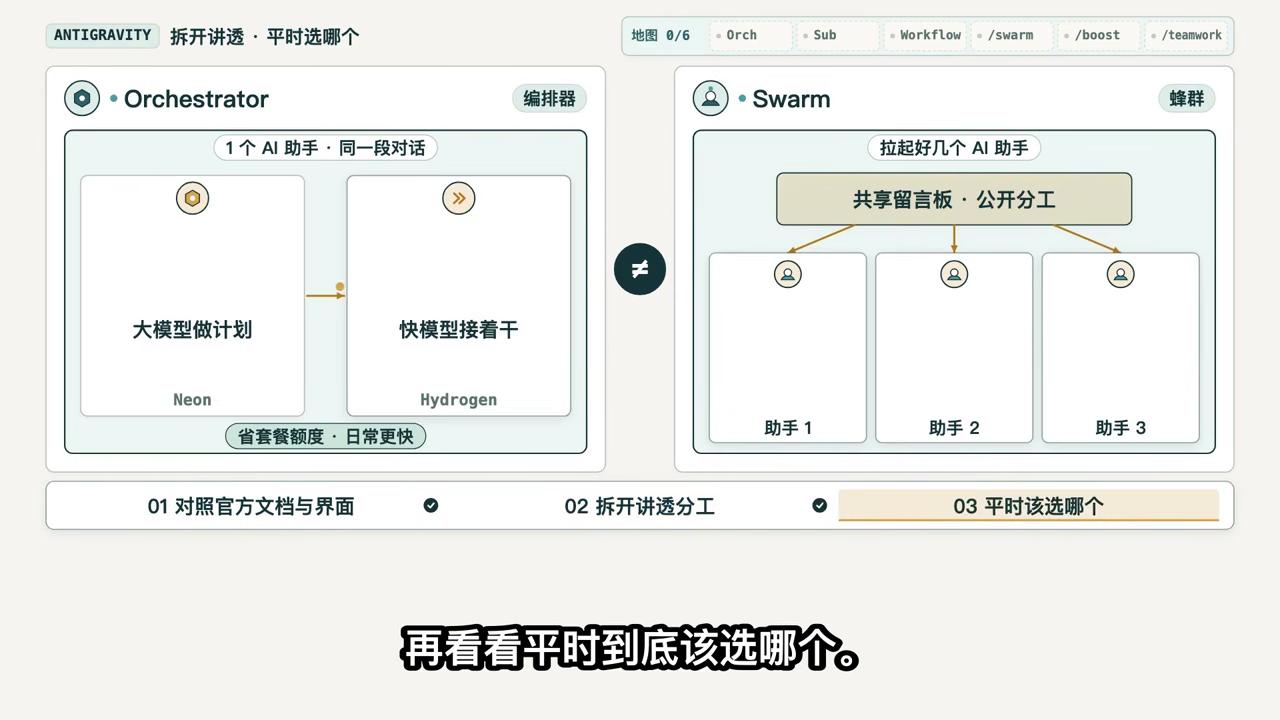 ANTIGRAVITY 拆开讲透 · 平时选哪个
地图 0/6 Orch Sub Workflow /swarm /boost /teamwork
Orchestrator 编排器
1 个 AI 助手 · 同一段对话
大模型做计划
Neon
快模型接着干
Hydrogen
省套餐额度 · 日常更快
≠
Swarm 蜂群
拉起好几个 AI 助手
共享留言板 · 公开分工
助手 1
助手 2
助手 3
01 对照官方文档与界面
02 拆开讲透分工
03 平时该选哪个
再看看平时到底该选哪个。